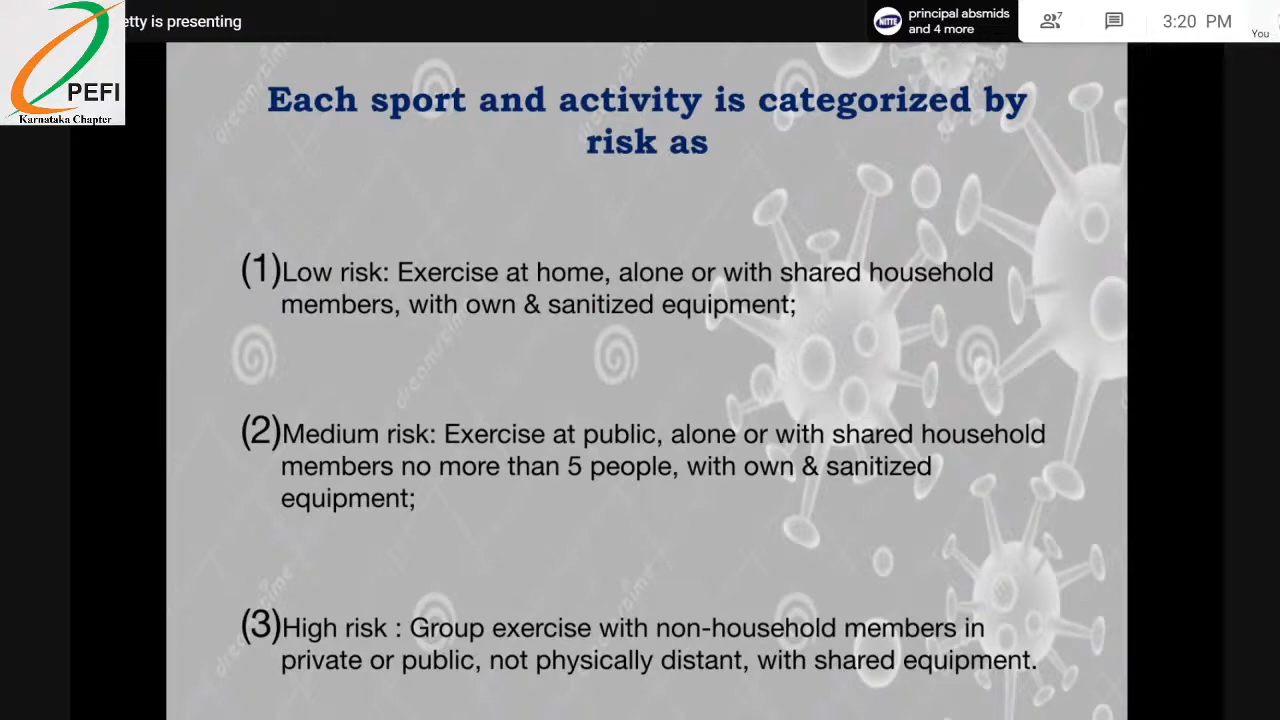 etty is presenting
NITTE
principal absmids
and 4 more
7
3:20 PM
You
PEFI
Karnataka Chapter
Each sport and activity is categorized by
risk as
(1)Low risk: Exercise at home, alone or with shared household
members, with own & sanitized equipment;
(2)Medium risk: Exercise at public, alone or with shared household
members no more than 5 people, with own & sanitized
equipment;
(3)High risk : Group exercise with non-household members in
private or public, not physically distant, with shared equipment.